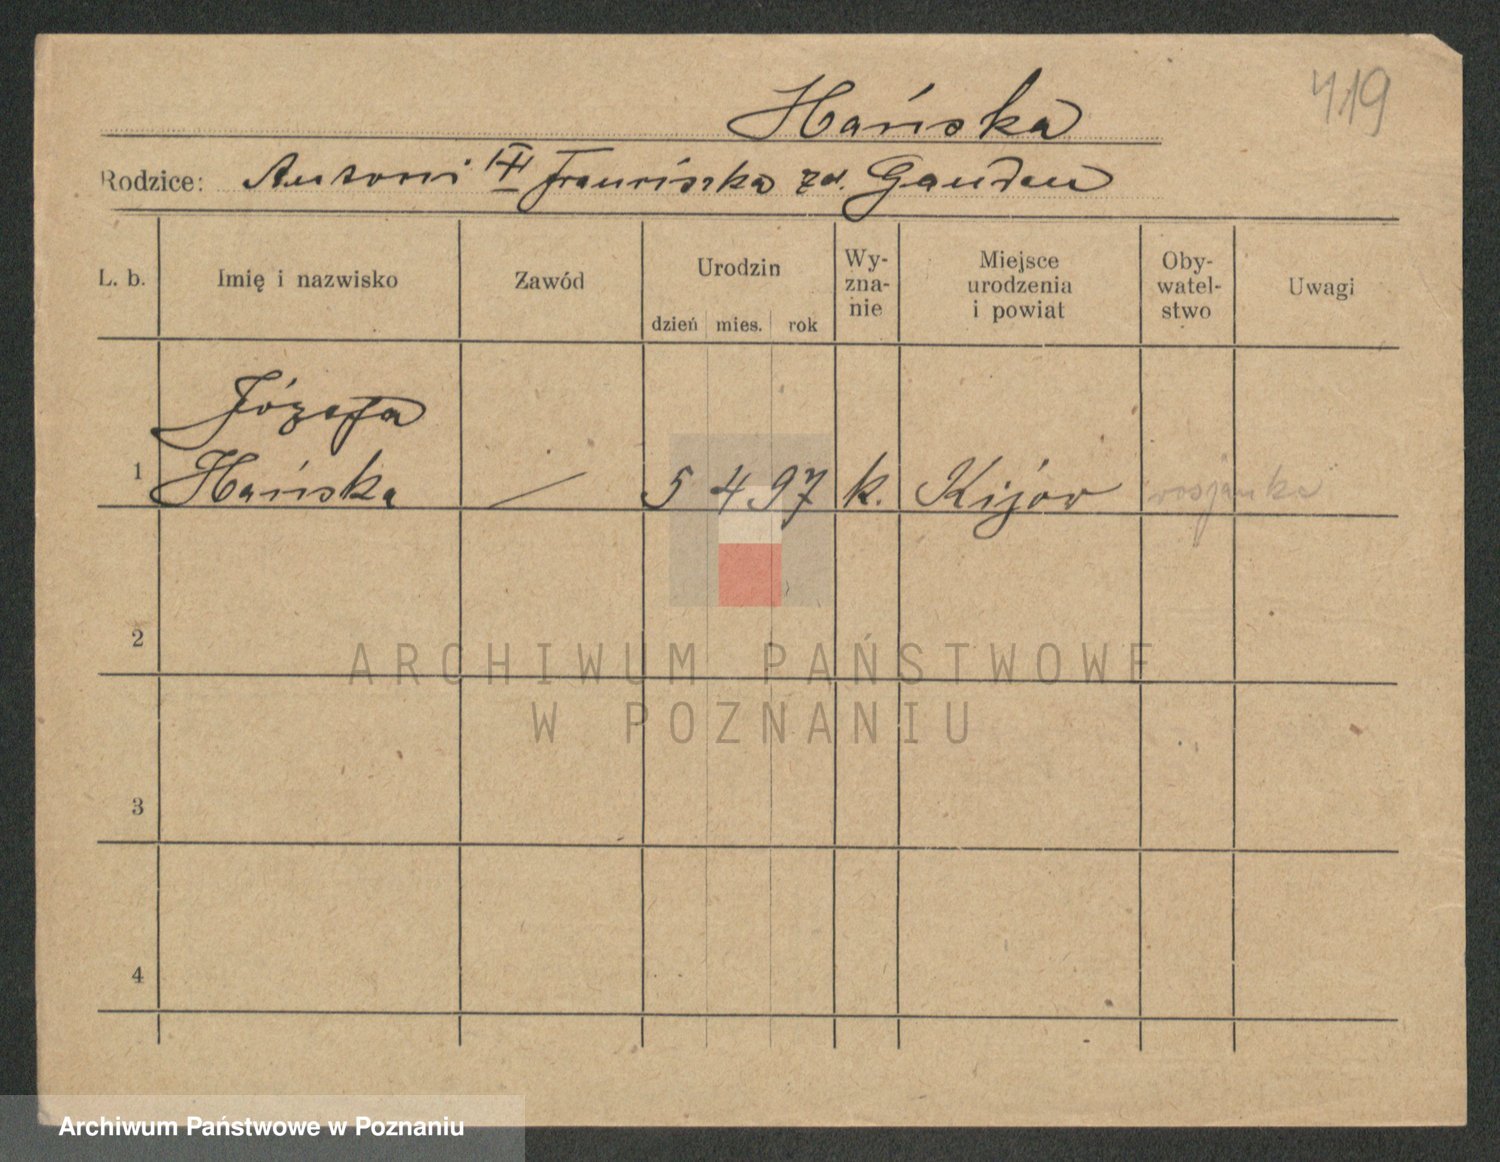 Hańska
419
Rodzice: Antoni Franciszka zd.
L. b. Imię i nazwisko Zawód Urodzin Wy-zna-nie Miejsce urodzenia i powiat Oby-watel-stwo Uwagi
dzień mies. rok
Józefa
1 Hańska / 5 4 97 k. Kijów rosjanka
2
ARCHIWUM PAŃSTWOWE
W POZNANIU
3
4
Archiwum Państwowe w Poznaniu